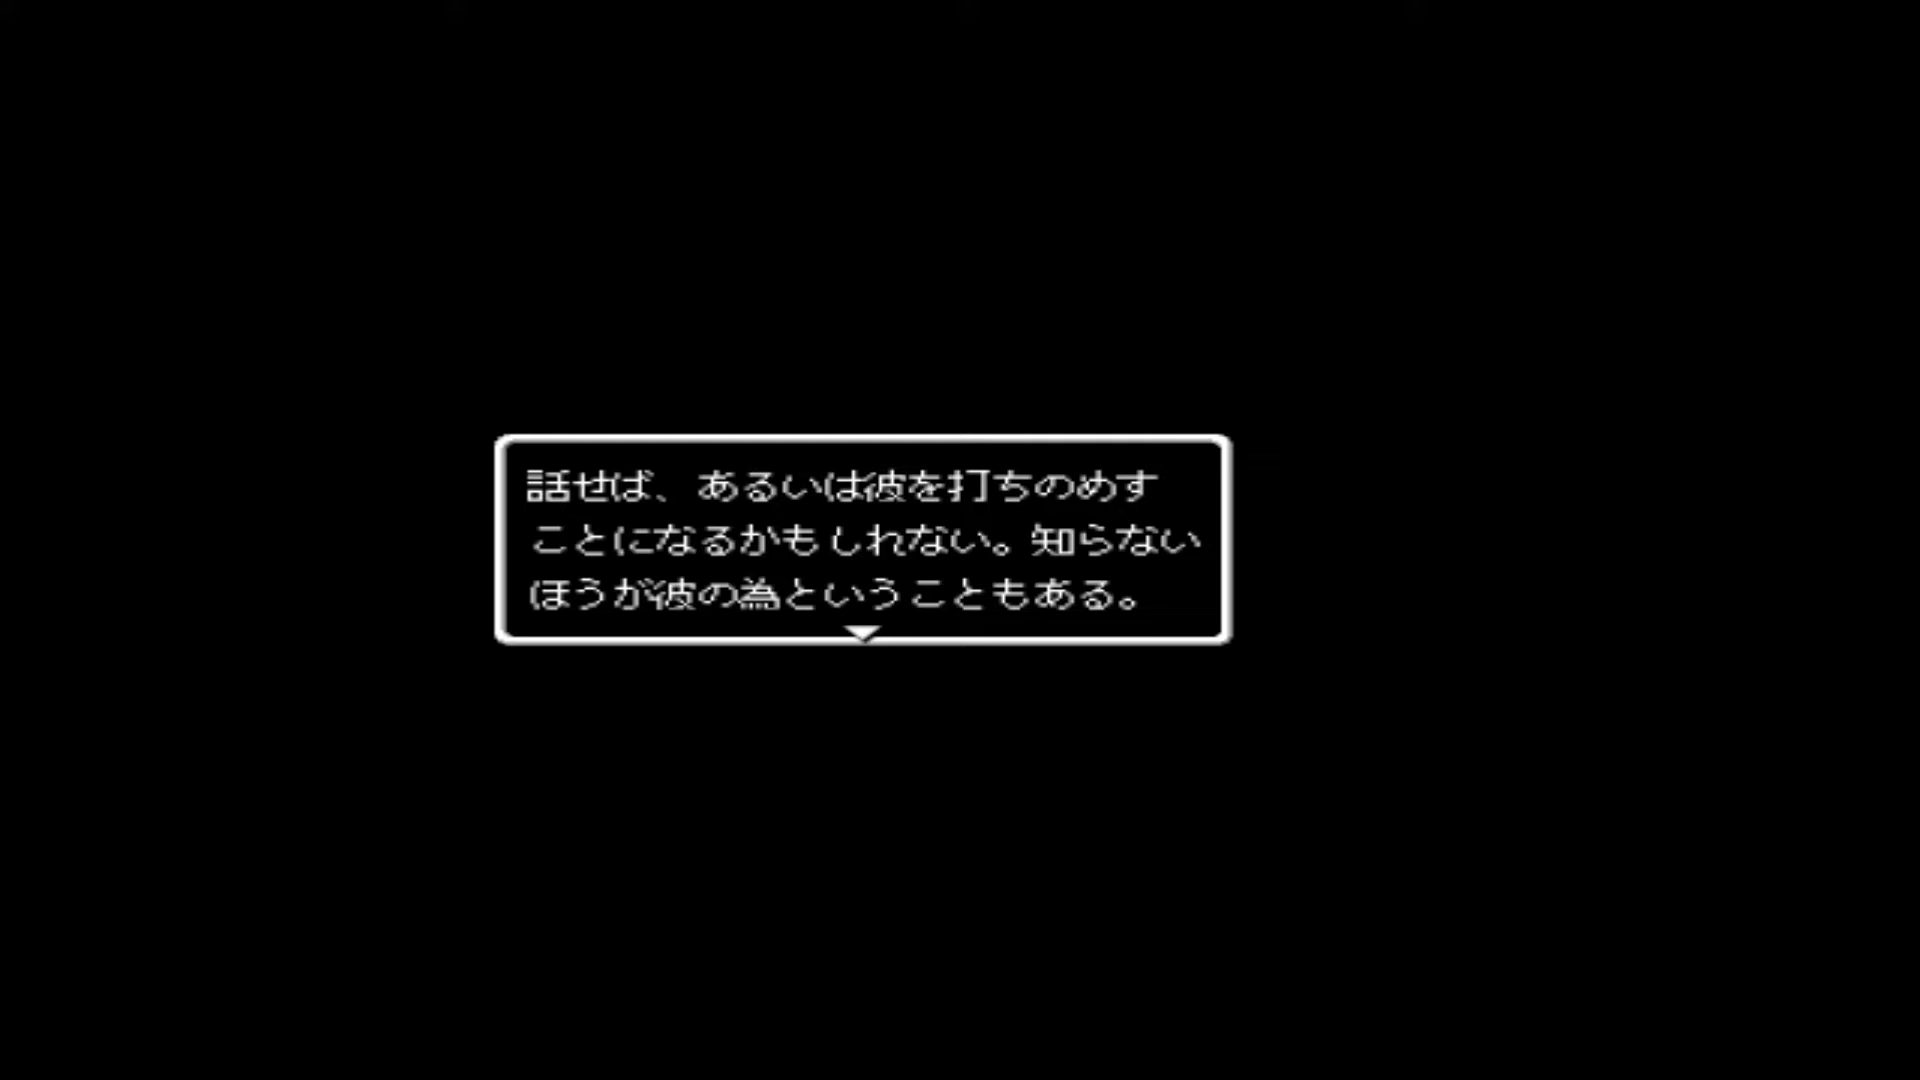 話せば、あるいは彼を打ちのめす
ことになるかもしれない。知らない
ほうが彼の為ということもある。